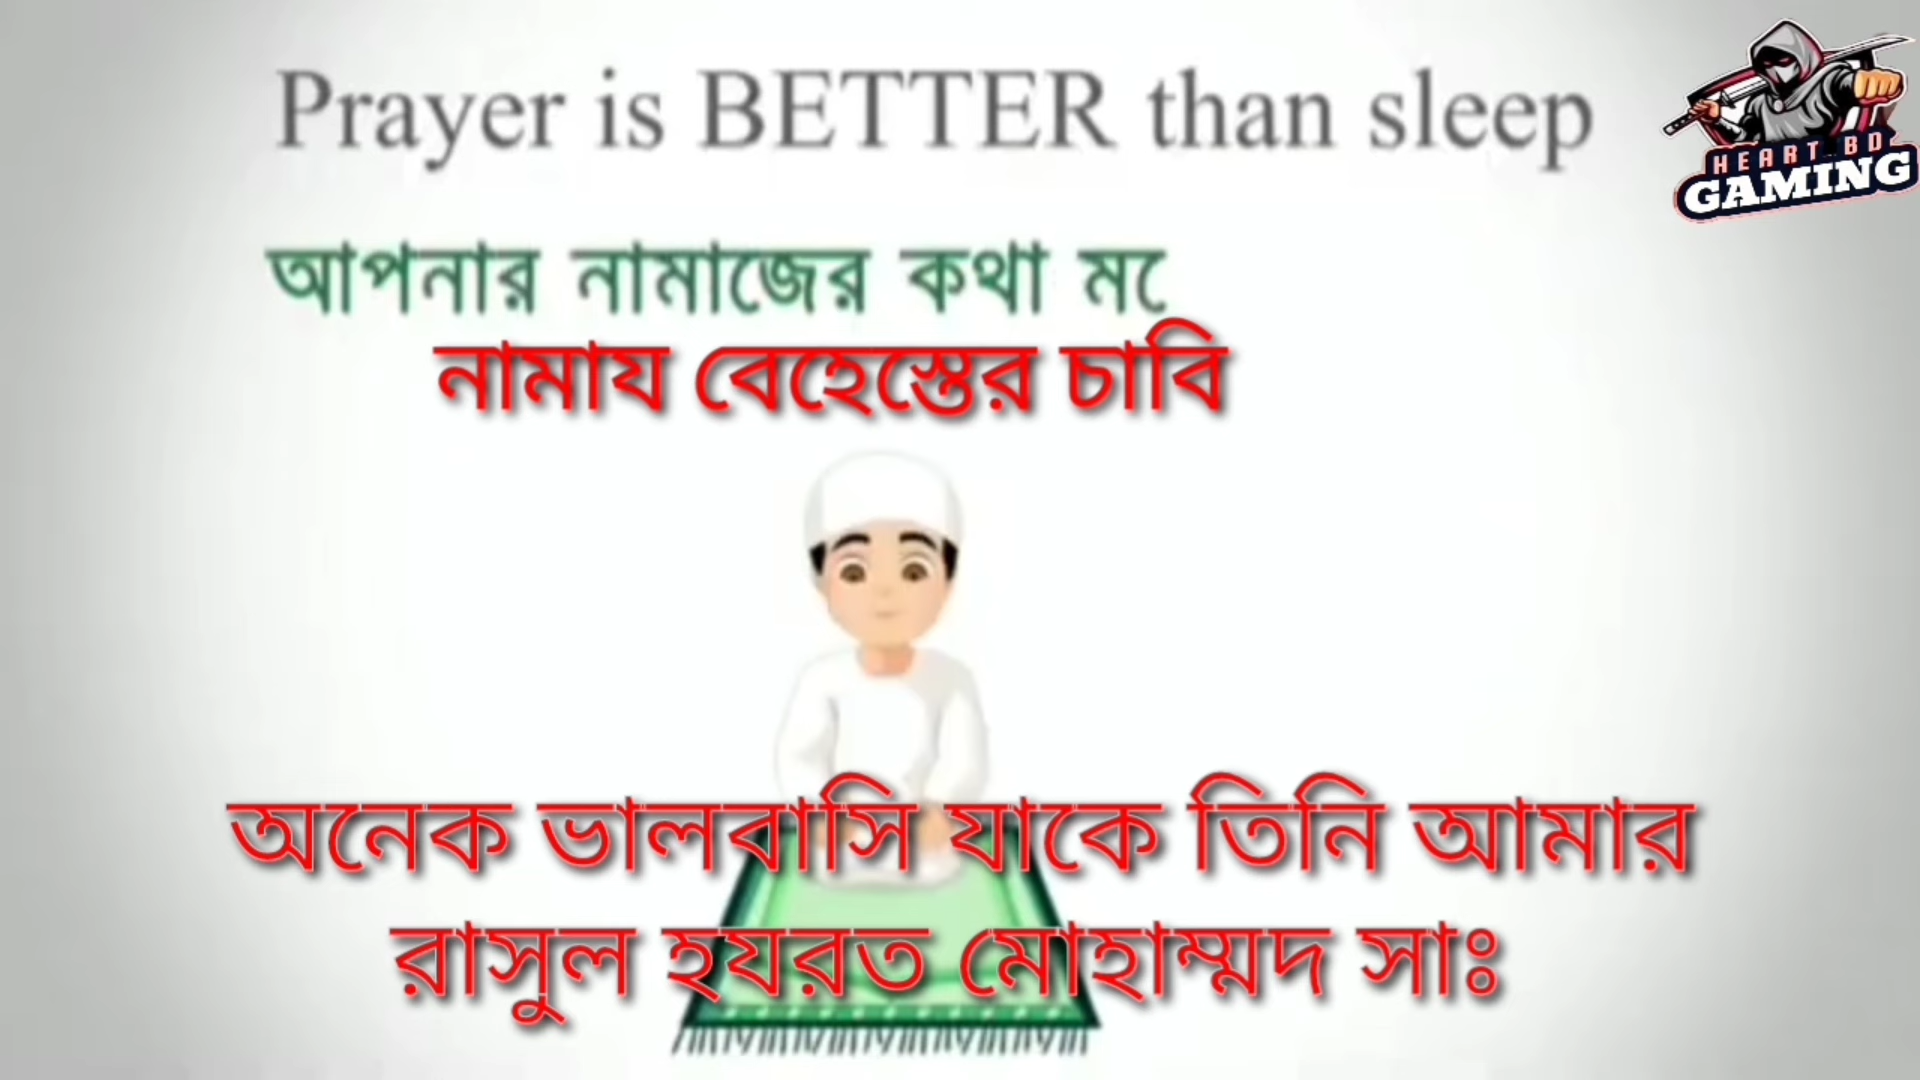 Prayer is BETTER than sleep
HEART BD
GAMING
আপনার নামাজের কথা মে
নামায বেহেস্তের চাবি
অনেক ভালবাসি যাকে তিনি আমার
রাসুল হযরত মোহাম্মদ সাঃ